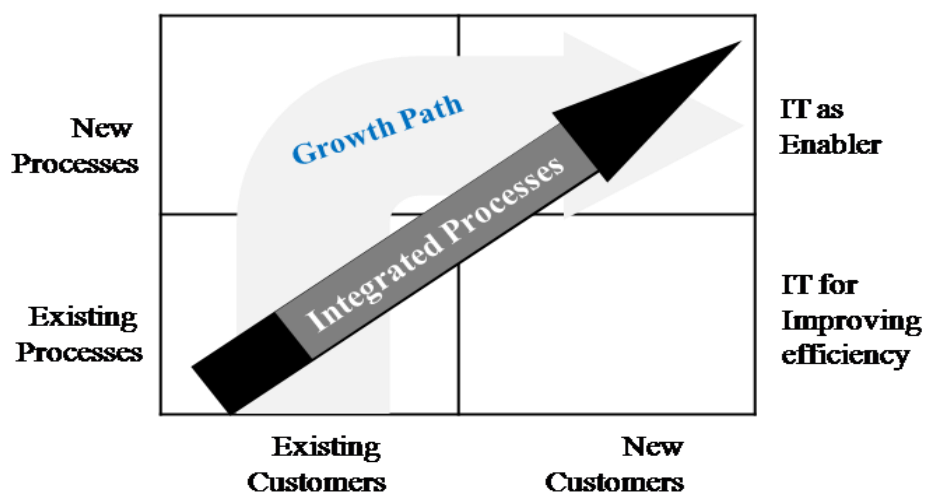 Growth Path
New
Processes
IT as
Enabler
Integrated Processes
Existing
Processes
IT for
Improving
efficiency
Existing
Customers
New
Customers